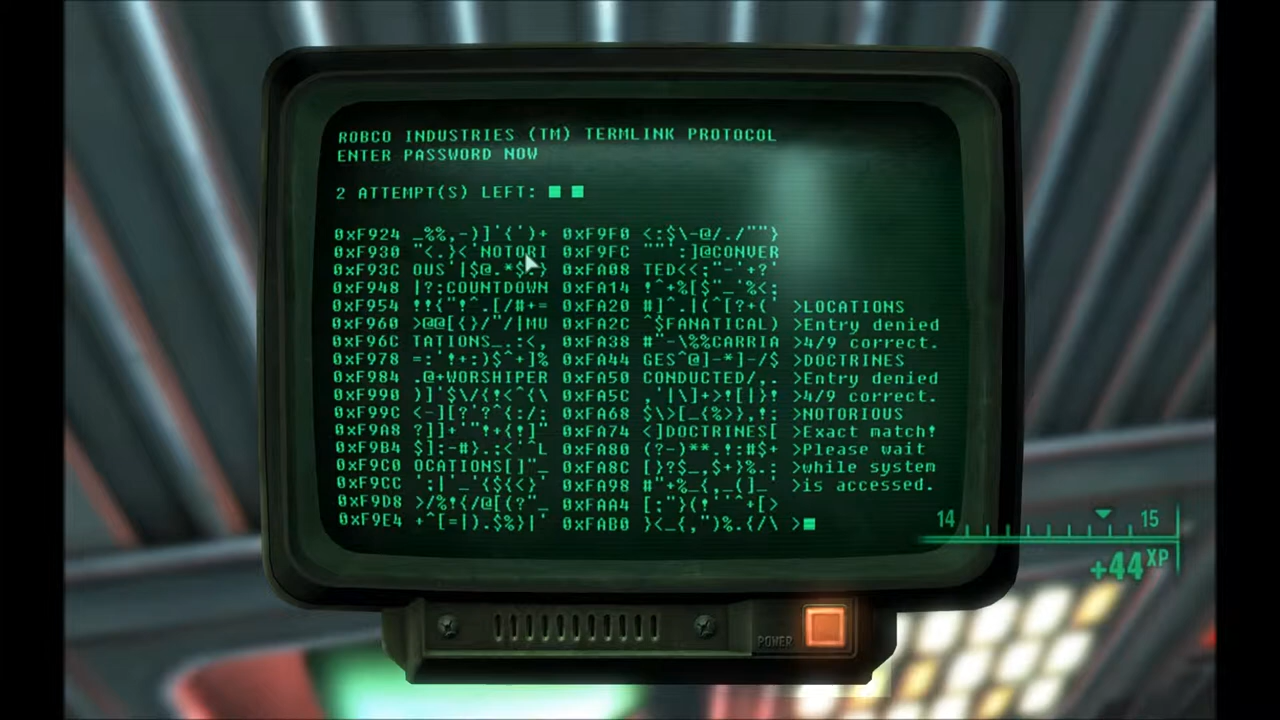 ROBCO INDUSTRIES (TM) TERMLINK PROTOCOL
ENTER PASSWORD NOW
2 ATTEMPT(S) LEFT: ■ ■
0xF924 _%%,-)]'{')+ 0xF9F0 <:$\-@/./""}
0xF930 "<.}<'NOTORI 0xF9FC "":]@CONVER
0xF93C OUS'|$@.*$ 0xFA08 TED<<;"-'+?'
0xF948 |?;COUNTDOWN 0xFA14 !^+%[$"_'%<;
0xF954 !!{"!^.[/#+= 0xFA20 #]^.|(^[?+('
0xF960 >@@[{}/"/|MU 0xFA2C ^$FANATICAL)
0xF96C TATIONS_.:<, 0xFA38 #"-\%%CARRIA
0xF978 =:'!+:)$^+]% 0xFA44 GES^@]-*]-/$
0xF984 .@+WORSHIPER 0xFA50 CONDUCTED/,.
0xF990 )]'$\/{!<^{\ 0xFA5C ,'|\]+>![|}!
0xF99C <-][?'?^{:/: 0xFA68 $\>[_{%>},!:
0xF9A8 ?]]+'"!+{!]" 0xFA74 <]DOCTRINES[
0xF9B4 $]:-#}.:<'^L 0xFA80 (?-)**.!:#$+
0xF9C0 OCATIONS[]"_ 0xFA8C [}?$_,$+}%.:
0xF9CC ';|'_'{${<}' 0xFA98 #"+%_{,_(]_'
0xF9D8 >/%!{/@[(?"_ 0xFAA4 [:"}(!''^+[>
0xF9E4 +^[=|).$%}|' 0xFAB0 }<_{,")%.{/\
>LOCATIONS
>Entry denied
>4/9 correct.
>DOCTRINES
>Entry denied
>4/9 correct.
>NOTORIOUS
>Exact match!
>Please wait
>while system
>is accessed.
>■
14 15
+44 XP
POWER